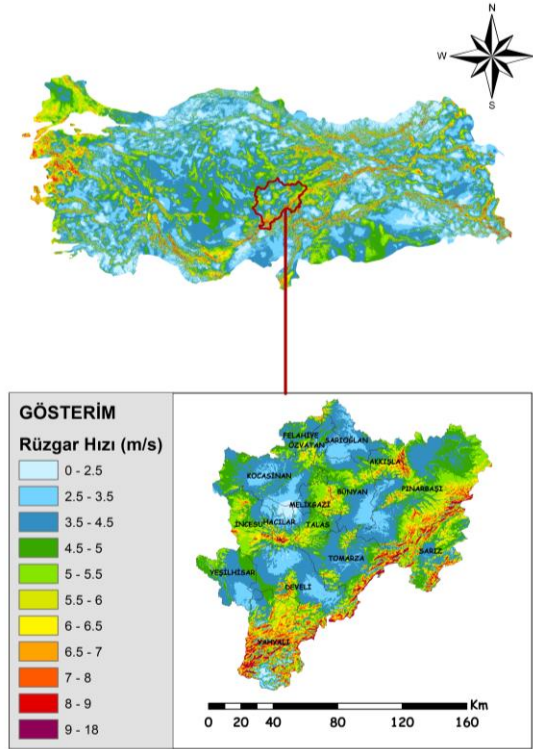 N
W E
S
GÖSTERİM
Rüzgar Hızı (m/s)
0 - 2.5
2.5 - 3.5
3.5 - 4.5
4.5 - 5
5 - 5.5
5.5 - 6
6 - 6.5
6.5 - 7
7 - 8
8 - 9
9 - 18
FELAHİYE
ÖZVATAN
SARIOĞLAN
AKKIŞLA
KOCASİNAN
PINARBAŞI
BÜNYAN
MELİKGAZİ
İNCESU HACILAR TALAS
SARIZ
TOMARZA
YEŞİLHİSAR
DEVELİ
YAHYALI
Km
0 20 40 80 120 160